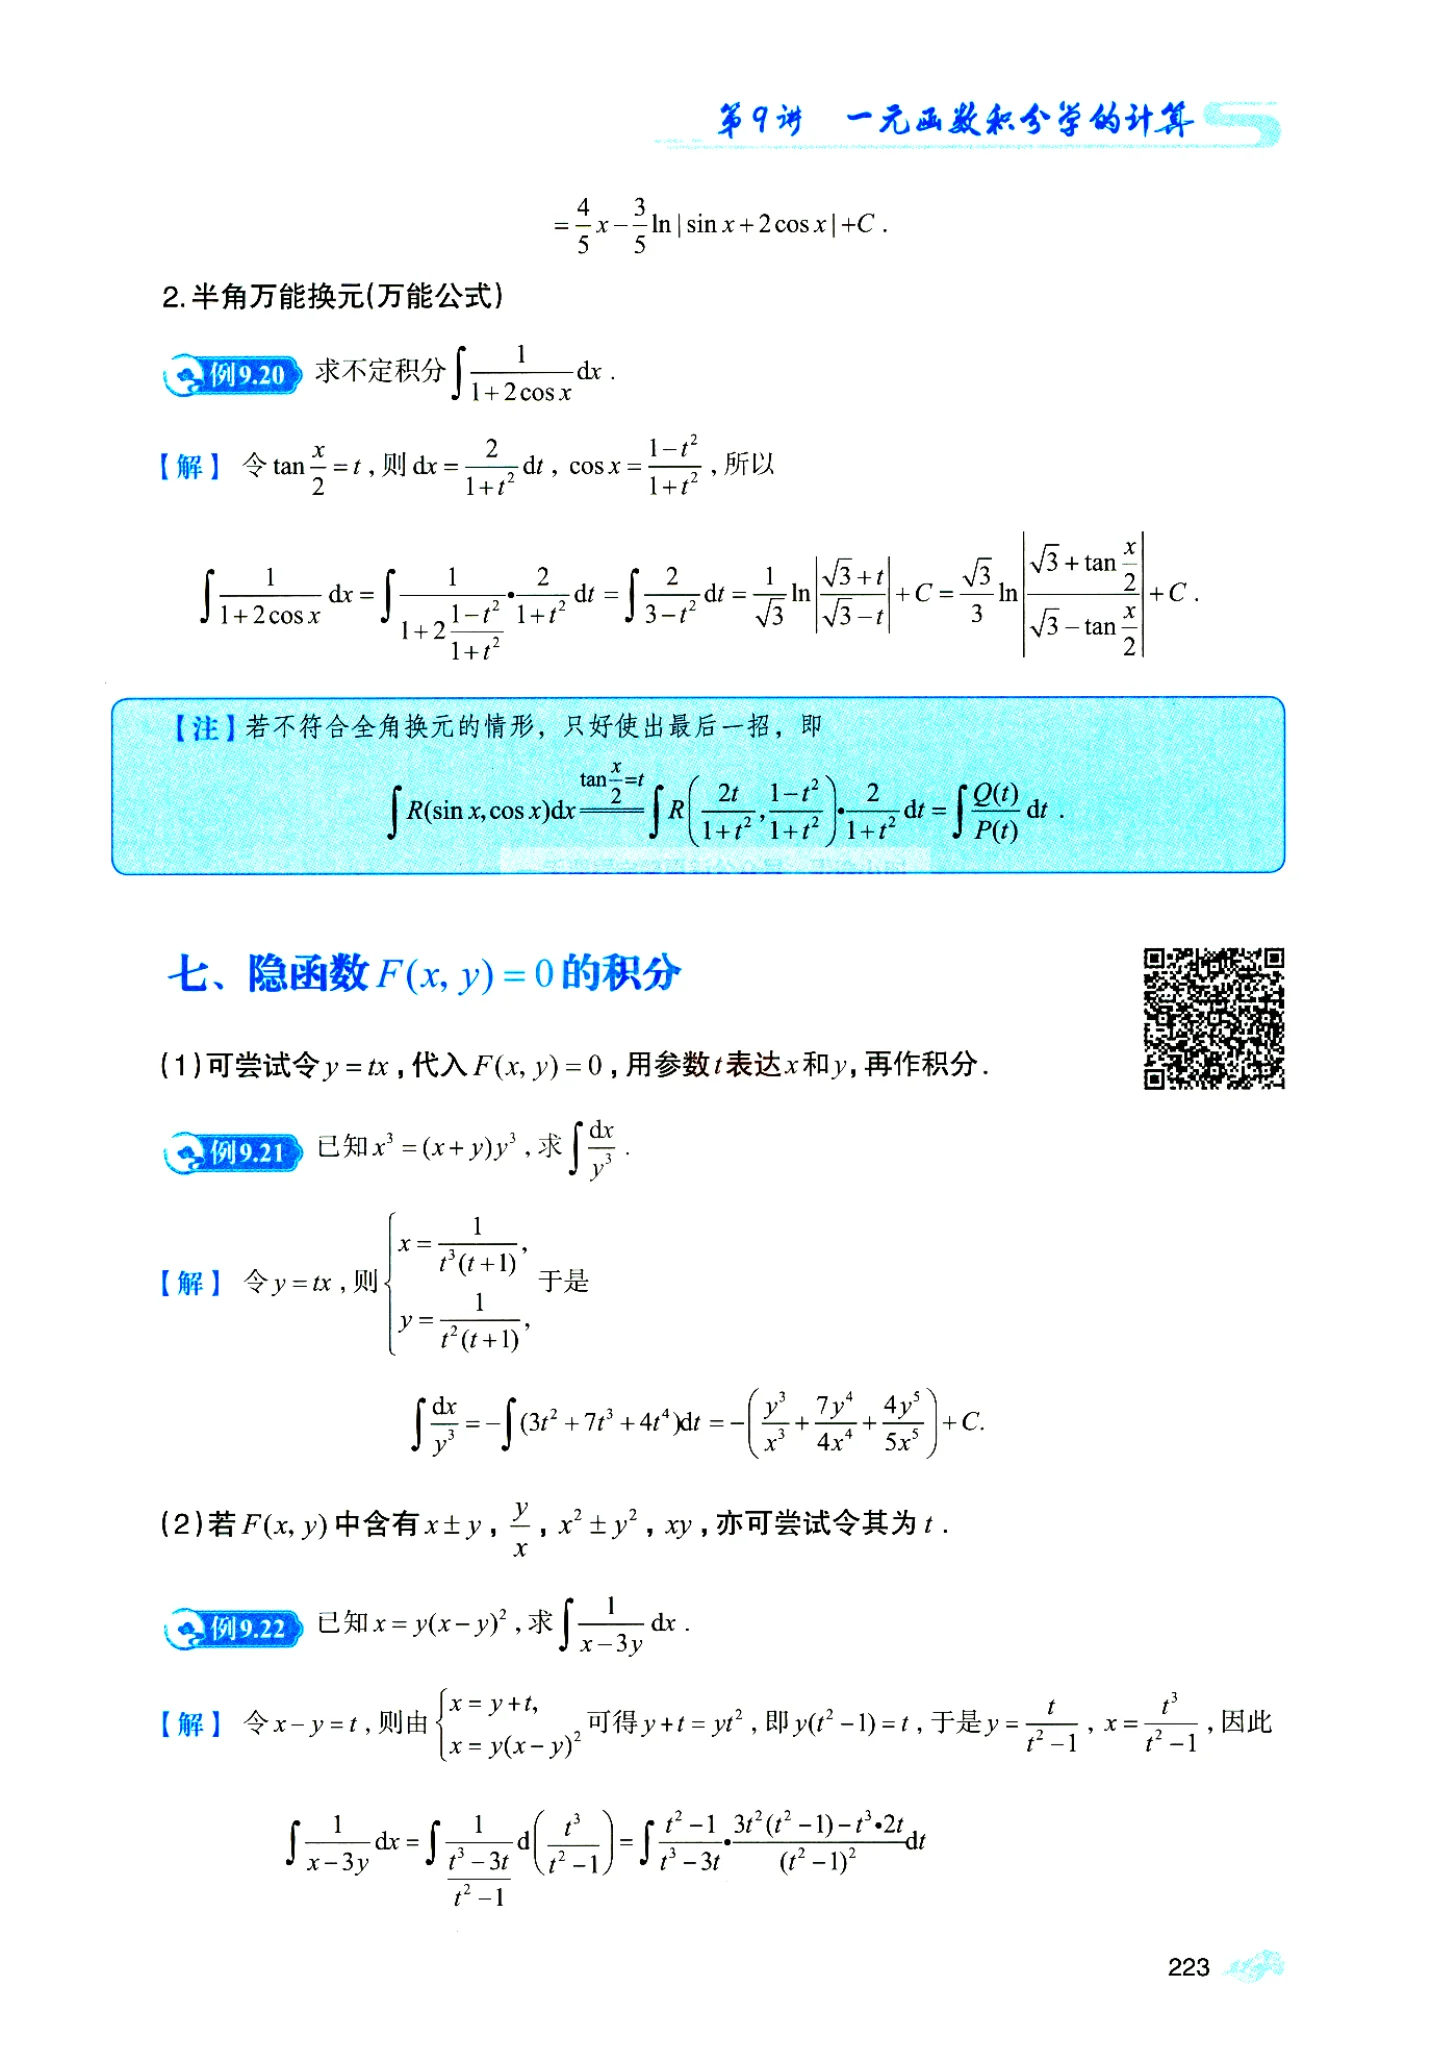 第9讲 一元函数积分学的计算
$=\frac{4}{5}x-\frac{3}{5}\ln|\sin x+2\cos x|+C.$
2.半角万能换元(万能公式)
例9.20 求不定积分$\int\frac{1}{1+2\cos x}dx.$
【解】 令$\tan\frac{x}{2}=t$,则$dx=\frac{2}{1+t^2}dt$,$\cos x=\frac{1-t^2}{1+t^2}$,所以
$\int\frac{1}{1+2\cos x}dx=\int\frac{1}{1+2\frac{1-t^2}{1+t^2}}\cdot\frac{2}{1+t^2}dt=\int\frac{2}{3-t^2}dt=\frac{1}{\sqrt{3}}\ln\left|\frac{\sqrt{3}+t}{\sqrt{3}-t}\right|+C=\frac{\sqrt{3}}{3}\ln\left|\frac{\sqrt{3}+\tan\frac{x}{2}}{\sqrt{3}-\tan\frac{x}{2}}\right|+C.$
【注】若不符合全角换元的情形,只好使出最后一招,即
$\int R(\sin x,\cos x)dx\overset{\tan\frac{x}{2}=t}{=}\int R\left(\frac{2t}{1+t^2},\frac{1-t^2}{1+t^2}\right)\cdot\frac{2}{1+t^2}dt=\int\frac{Q(t)}{P(t)}dt.$
七、隐函数$F(x,y)=0$的积分
(1)可尝试令$y=tx$,代入$F(x,y)=0$,用参数$t$表达$x$和$y$,再作积分.
例9.21 已知$x^3=(x+y)y^3$,求$\int\frac{dx}{y^3}.$
【解】 令$y=tx$,则$\begin{cases}x=\frac{1}{t^3(t+1)},\\y=\frac{1}{t^2(t+1)},\end{cases}$于是
$\int\frac{dx}{y^3}=-\int(3t^2+7t^3+4t^4)dt=-\left(\frac{y^3}{x^3}+\frac{7y^4}{4x^4}+\frac{4y^5}{5x^5}\right)+C.$
(2)若$F(x,y)$中含有$x\pm y$,$\frac{y}{x}$,$x^2\pm y^2$,$xy$,亦可尝试令其为$t$.
例9.22 已知$x=y(x-y)^2$,求$\int\frac{1}{x-3y}dx.$
【解】 令$x-y=t$,则由$\begin{cases}x=y+t,\\x=y(x-y)^2\end{cases}$可得$y+t=yt^2$,即$y(t^2-1)=t$,于是$y=\frac{t}{t^2-1}$,$x=\frac{t^3}{t^2-1}$,因此
$\int\frac{1}{x-3y}dx=\int\frac{1}{\frac{t^3-3t}{t^2-1}}d\left(\frac{t^3}{t^2-1}\right)=\int\frac{t^2-1}{t^3-3t}\cdot\frac{3t^2(t^2-1)-t^3\cdot 2t}{(t^2-1)^2}dt$
223